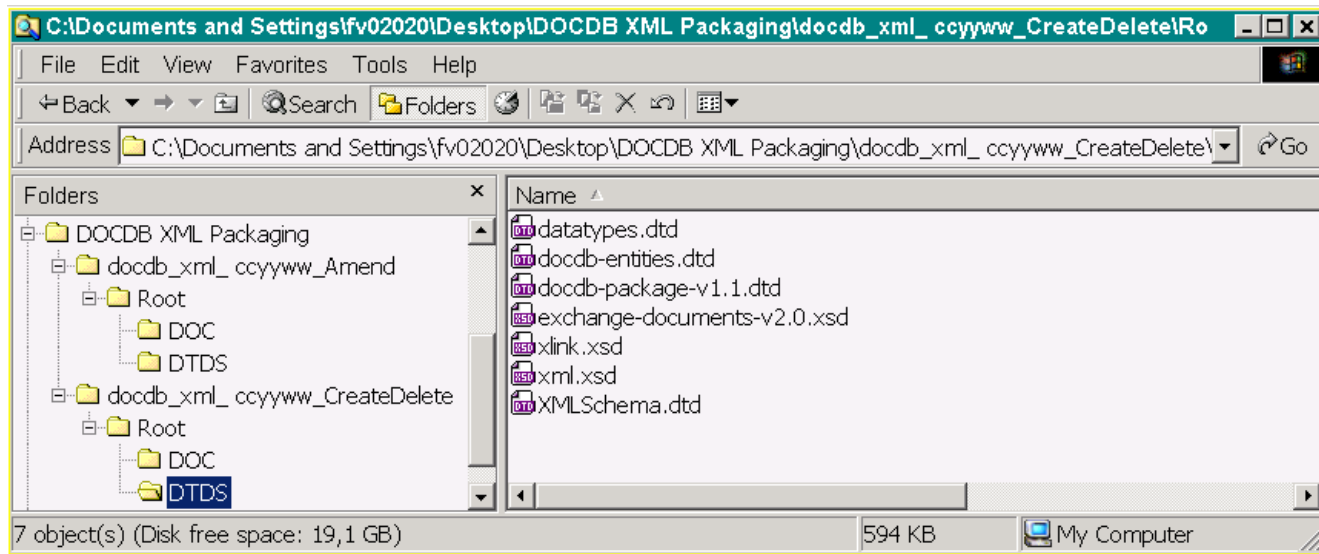 C:\Documents and Settings\fv02020\Desktop\DOCDB XML Packaging\docdb_xml_ ccyyww_CreateDelete\Ro
File Edit View Favorites Tools Help
Back Search Folders
Address C:\Documents and Settings\fv02020\Desktop\DOCDB XML Packaging\docdb_xml_ ccyyww_CreateDelete\ Go
Folders
DOCDB XML Packaging
docdb_xml_ ccyyww_Amend
Root
DOC
DTDS
docdb_xml_ ccyyww_CreateDelete
Root
DOC
DTDS
Name
datatypes.dtd
docdb-entities.dtd
docdb-package-v1.1.dtd
exchange-documents-v2.0.xsd
xlink.xsd
xml.xsd
XMLSchema.dtd
7 object(s) (Disk free space: 19,1 GB) 594 KB My Computer